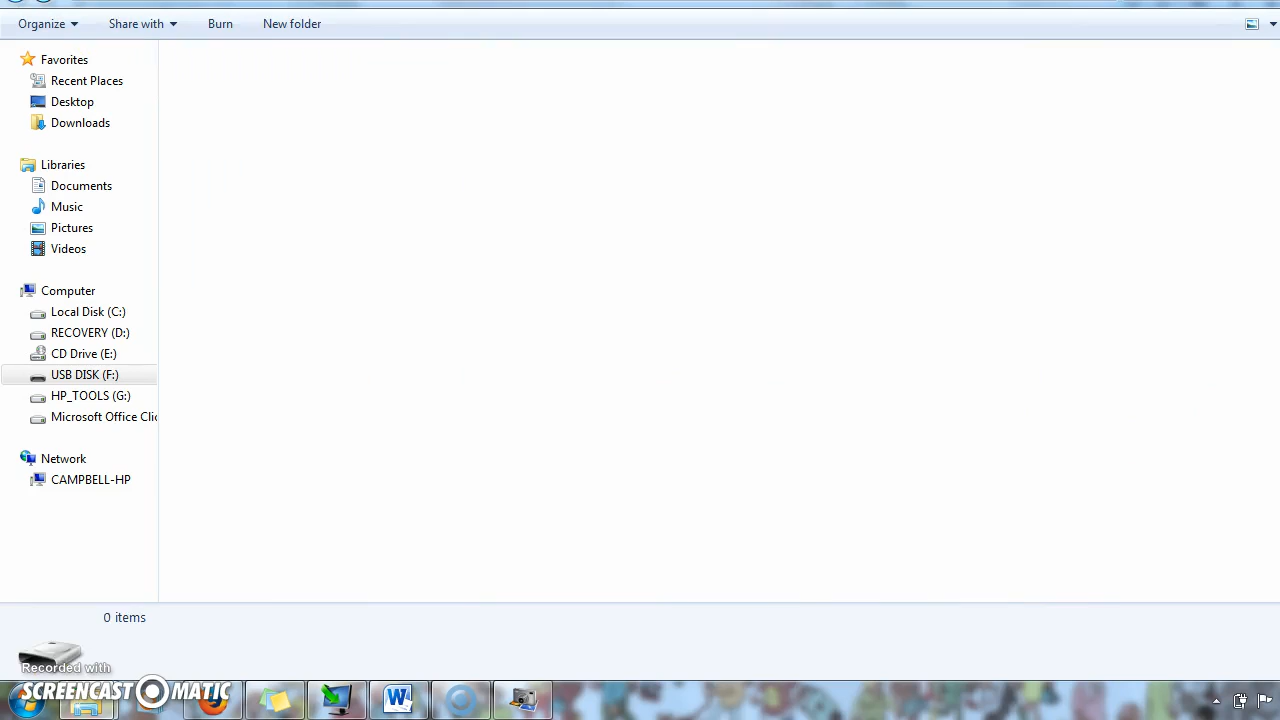 Organize Share with Burn New folder
Favorites
Recent Places
Desktop
Downloads
Libraries
Documents
Music
Pictures
Videos
Computer
Local Disk (C:)
RECOVERY (D:)
CD Drive (E:)
USB DISK (F:)
HP_TOOLS (G:)
Microsoft Office Clic
Network
CAMPBELL-HP
0 items
Recorded with
SCREENCAST MATIC